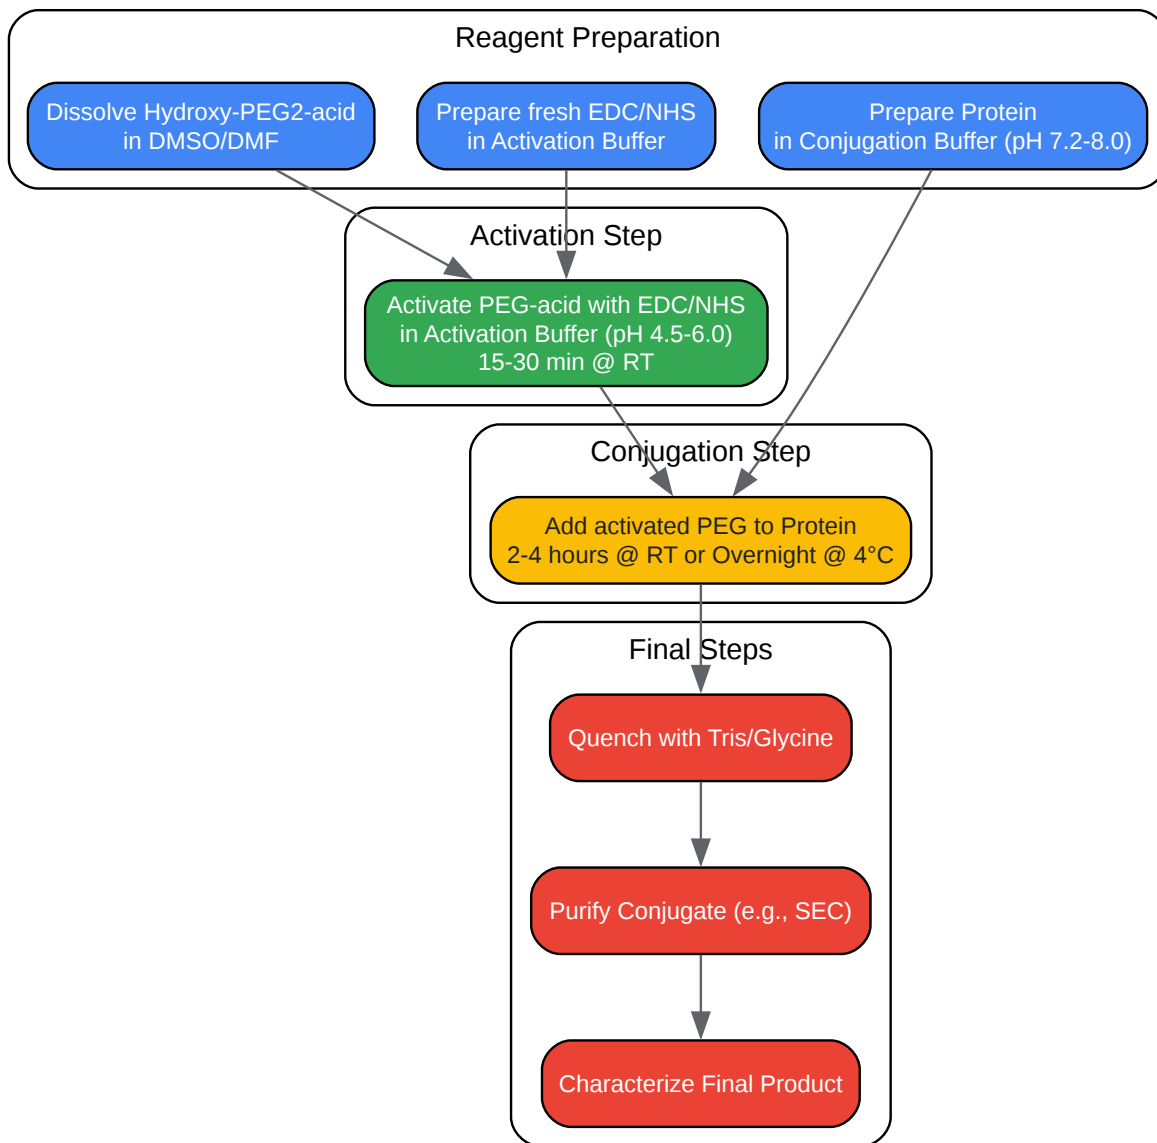 Reagent Preparation
Dissolve Hydroxy-PEG2-acid
in DMSO/DMF
Prepare fresh EDC/NHS
in Activation Buffer
Prepare Protein
in Conjugation Buffer (pH 7.2-8.0)
Activation Step
Activate PEG-acid with EDC/NHS
in Activation Buffer (pH 4.5-6.0)
15-30 min @ RT
Conjugation Step
Add activated PEG to Protein
2-4 hours @ RT or Overnight @ 4°C
Final Steps
Quench with Tris/Glycine
Purify Conjugate (e.g., SEC)
Characterize Final Product